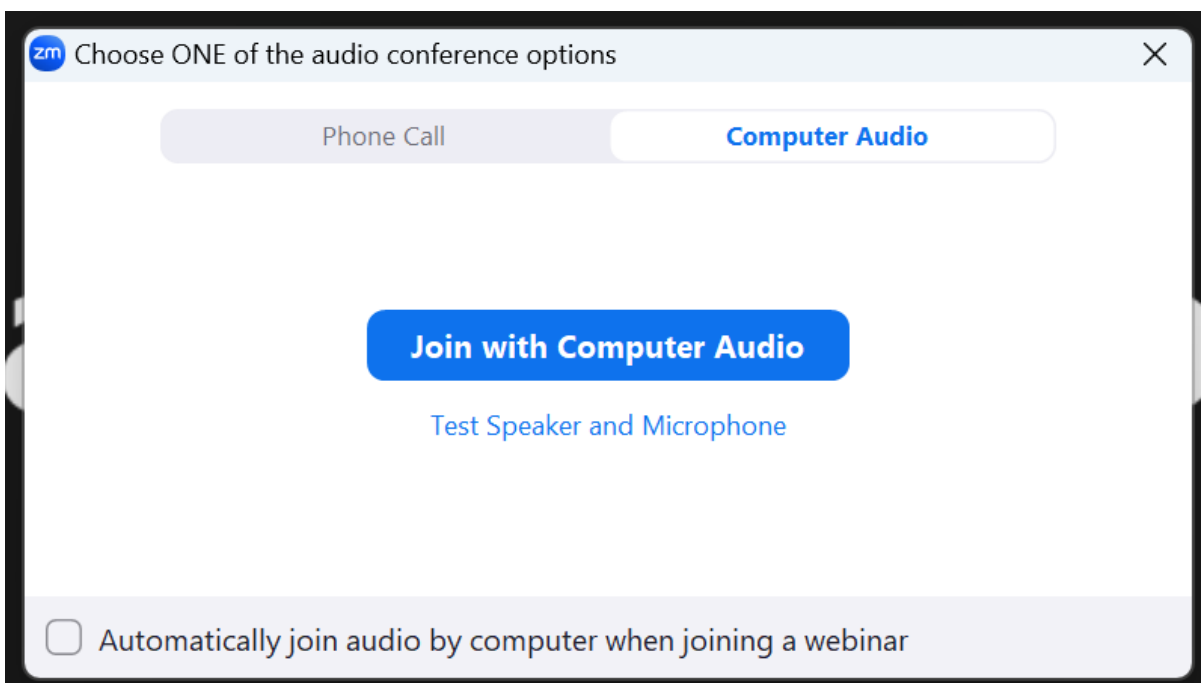 zm Choose ONE of the audio conference options
Phone Call Computer Audio
Join with Computer Audio
Test Speaker and Microphone
Automatically join audio by computer when joining a webinar